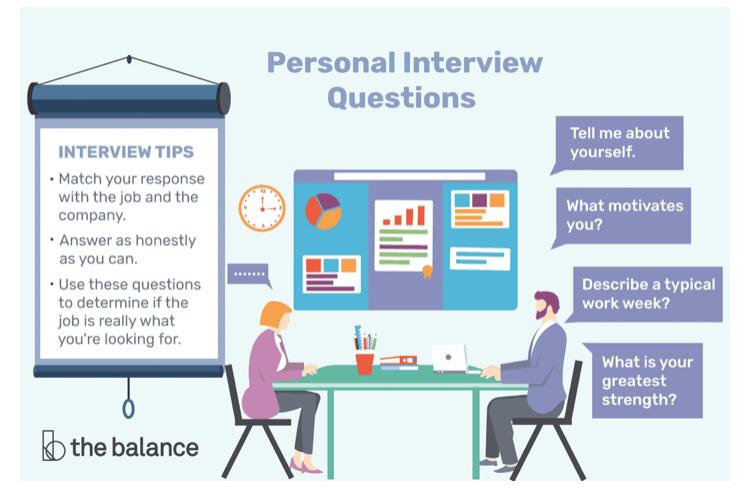 Personal Interview
Questions
INTERVIEW TIPS
• Match your response
with the job and the
company.
• Answer as honestly
as you can.
• Use these questions
to determine if the
job is really what
you're looking for.
Tell me about
yourself.
What motivates
you?
Describe a typical
work week?
What is your
greatest
strength?
the balance